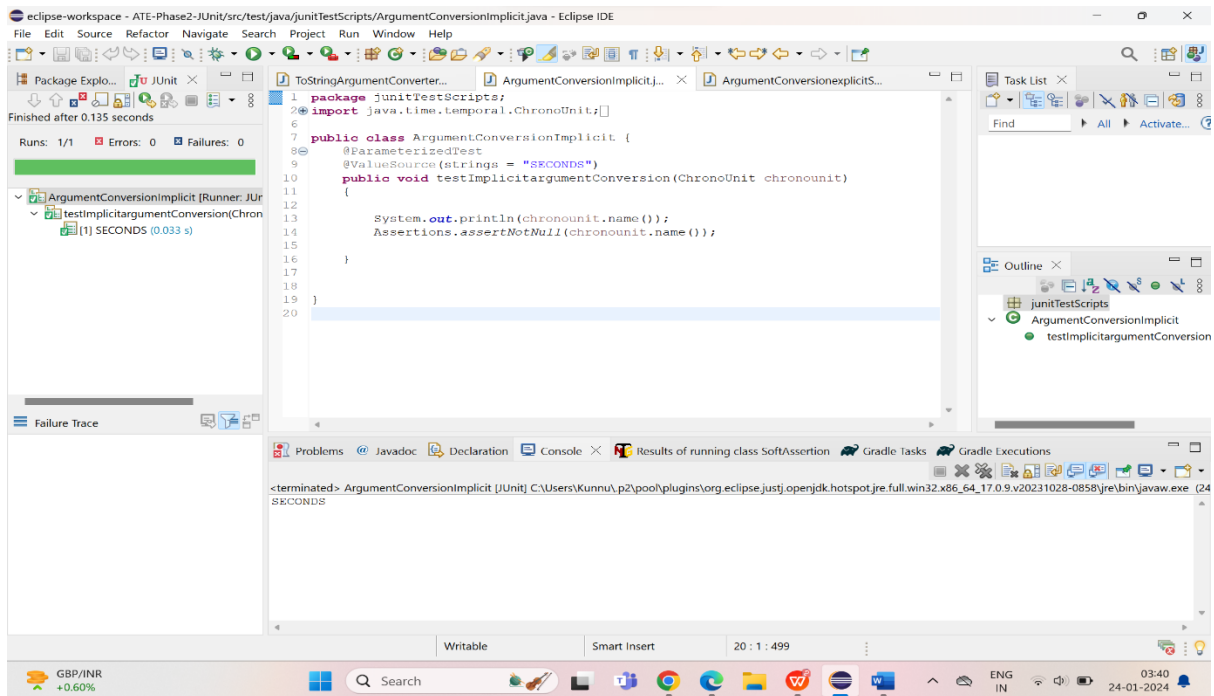 eclipse-workspace - ATE-Phase2-JUnit/src/test/java/junitTestScripts/ArgumentConversionImplicit.java - Eclipse IDE
File Edit Source Refactor Navigate Search Project Run Window Help
Package Explo... JUnit
Finished after 0.135 seconds
Runs: 1/1 Errors: 0 Failures: 0
ArgumentConversionImplicit [Runner: JUr
testImplicitargumentConversion(Chron
[1] SECONDS (0.033 s)
Failure Trace
ToStringArgumentConverter... ArgumentConversionImplicit.j... ArgumentConversionexplicitS...
1 package junitTestScripts;
2 import java.time.temporal.ChronoUnit;
6
7 public class ArgumentConversionImplicit {
8 @ParameterizedTest
9 @ValueSource(strings = "SECONDS")
10 public void testImplicitargumentConversion(ChronoUnit chronounit)
11 {
12
13 System.out.println(chronounit.name());
14 Assertions.assertNotNull(chronounit.name());
15
16 }
17
18
19 }
20
Task List
Find All Activate...
Outline
junitTestScripts
ArgumentConversionImplicit
testImplicitargumentConversion
Problems @ Javadoc Declaration Console Results of running class SoftAssertion Gradle Tasks Gradle Executions
<terminated> ArgumentConversionImplicit [JUnit] C:\Users\Kunnu\.p2\pool\plugins\org.eclipse.justj.openjdk.hotspot.jre.full.win32.x86_64_17.0.9.v20231028-0858\jre\bin\javaw.exe (24
SECONDS
Writable Smart Insert 20 : 1 : 499
GBP/INR
+0.60%
Search
ENG
IN
03:40
24-01-2024